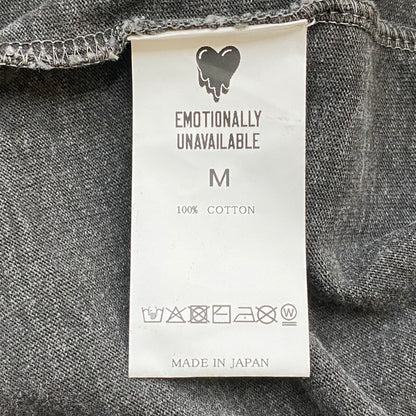 EMOTIONALLY
UNAVAILABLE
M
100% COTTON
MADE IN JAPAN